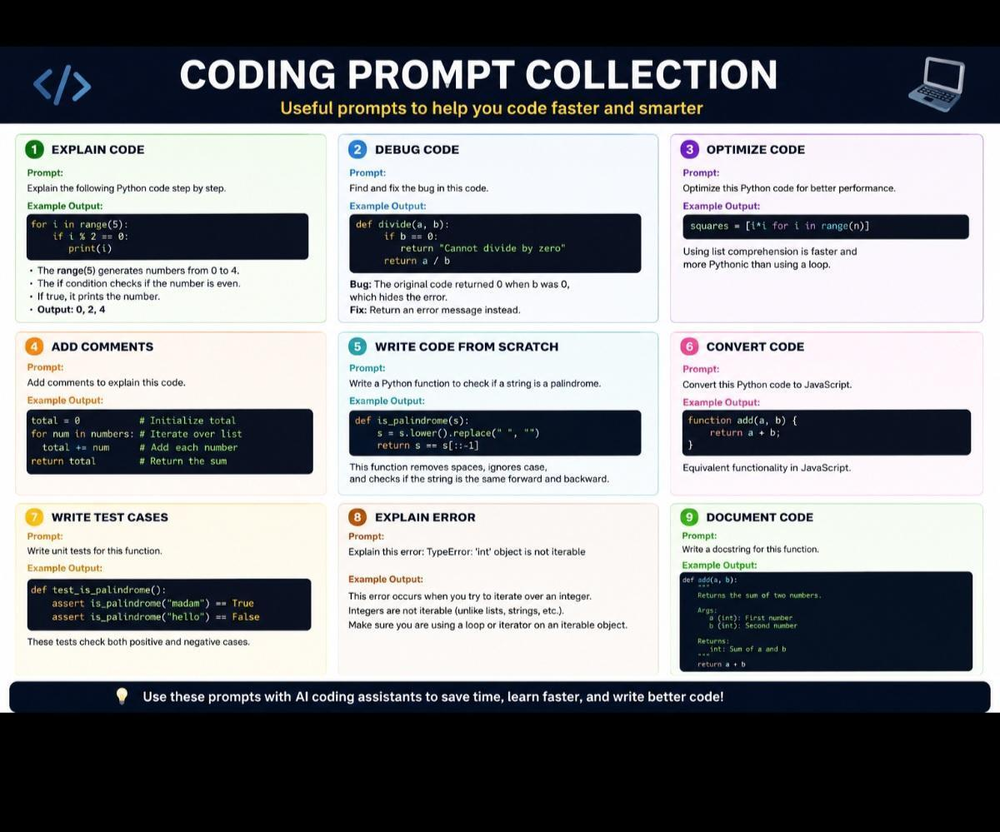 </>
CODING PROMPT COLLECTION
Useful prompts to help you code faster and smarter
1 EXPLAIN CODE
Prompt:
Explain the following Python code step by step.
Example Output:
for i in range(5):
    if i % 2 == 0:
        print(i)
• The range(5) generates numbers from 0 to 4.
• The if condition checks if the number is even.
• If true, it prints the number.
• Output: 0, 2, 4
2 DEBUG CODE
Prompt:
Find and fix the bug in this code.
Example Output:
def divide(a, b):
    if b == 0:
        return "Cannot divide by zero"
    return a / b
Bug: The original code returned 0 when b was 0,
which hides the error.
Fix: Return an error message instead.
3 OPTIMIZE CODE
Prompt:
Optimize this Python code for better performance.
Example Output:
squares = [i*i for i in range(n)]
Using list comprehension is faster and
more Pythonic than using a loop.
4 ADD COMMENTS
Prompt:
Add comments to explain this code.
Example Output:
total = 0 # Initialize total
for num in numbers: # Iterate over list
  total += num # Add each number
return total # Return the sum
5 WRITE CODE FROM SCRATCH
Prompt:
Write a Python function to check if a string is a palindrome.
Example Output:
def is_palindrome(s):
    s = s.lower().replace(" ", "")
    return s == s[::-1]
This function removes spaces, ignores case,
and checks if the string is the same forward and backward.
6 CONVERT CODE
Prompt:
Convert this Python code to JavaScript.
Example Output:
function add(a, b) {
    return a + b;
}
Equivalent functionality in JavaScript.
7 WRITE TEST CASES
Prompt:
Write unit tests for this function.
Example Output:
def test_is_palindrome():
    assert is_palindrome("madam") == True
    assert is_palindrome("hello") == False
These tests check both positive and negative cases.
8 EXPLAIN ERROR
Prompt:
Explain this error: TypeError: 'int' object is not iterable
Example Output:
This error occurs when you try to iterate over an integer.
Integers are not iterable (unlike lists, strings, etc.).
Make sure you are using a loop or iterator on an iterable object.
9 DOCUMENT CODE
Prompt:
Write a docstring for this function.
Example Output:
def add(a, b):
    """
    Returns the sum of two numbers.
    Args:
        a (int): First number
        b (int): Second number
    Returns:
        int: Sum of a and b
    """
    return a + b
Use these prompts with AI coding assistants to save time, learn faster, and write better code!